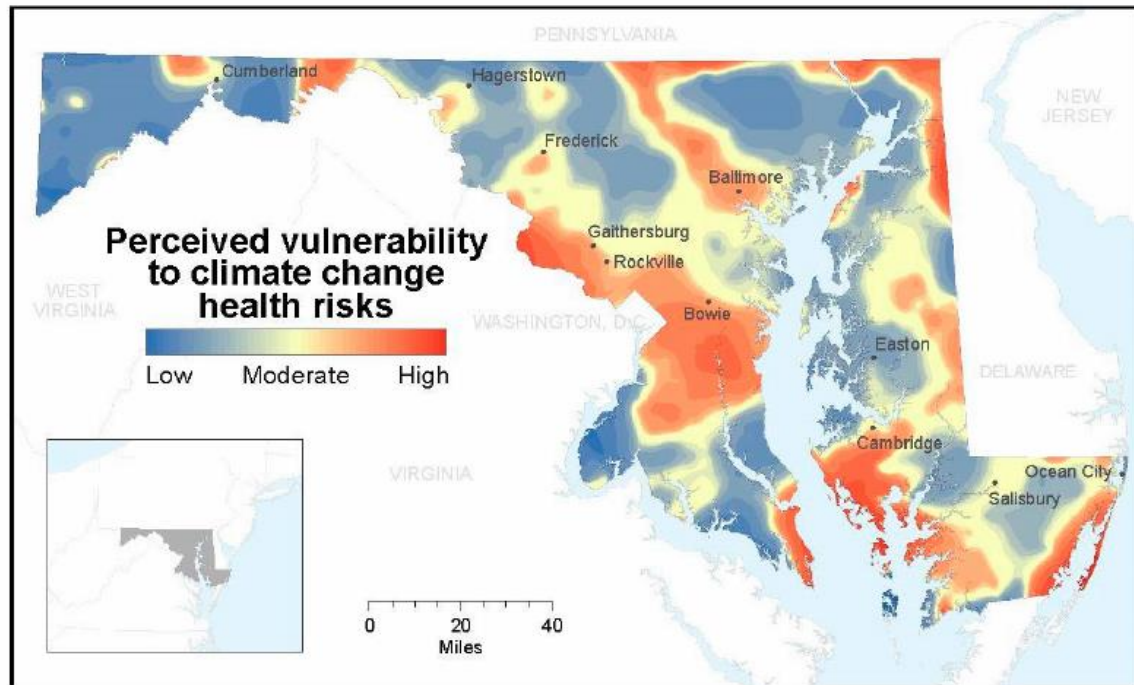 PENNSYLVANIA
Cumberland
Hagerstown
NEW
JERSEY
Frederick
Baltimore
Perceived vulnerability
to climate change
health risks
Low Moderate High
Gaithersburg
Rockville
WEST
VIRGINIA
WASHINGTON, D.C.
Bowie
Easton
DELAWARE
Cambridge
VIRGINIA
Ocean City
Salisbury
0 20 40
Miles